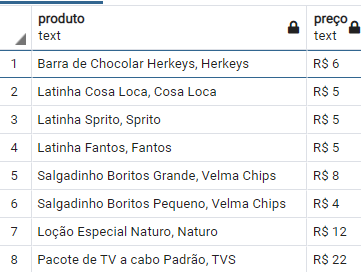 produto
text
preço
text
1 Barra de Chocolar Herkeys, Herkeys R$ 6
2 Latinha Cosa Loca, Cosa Loca R$ 5
3 Latinha Sprito, Sprito R$ 5
4 Latinha Fantos, Fantos R$ 5
5 Salgadinho Boritos Grande, Velma Chips R$ 8
6 Salgadinho Boritos Pequeno, Velma Chips R$ 4
7 Loção Especial Naturo, Naturo R$ 12
8 Pacote de TV a cabo Padrão, TVS R$ 22